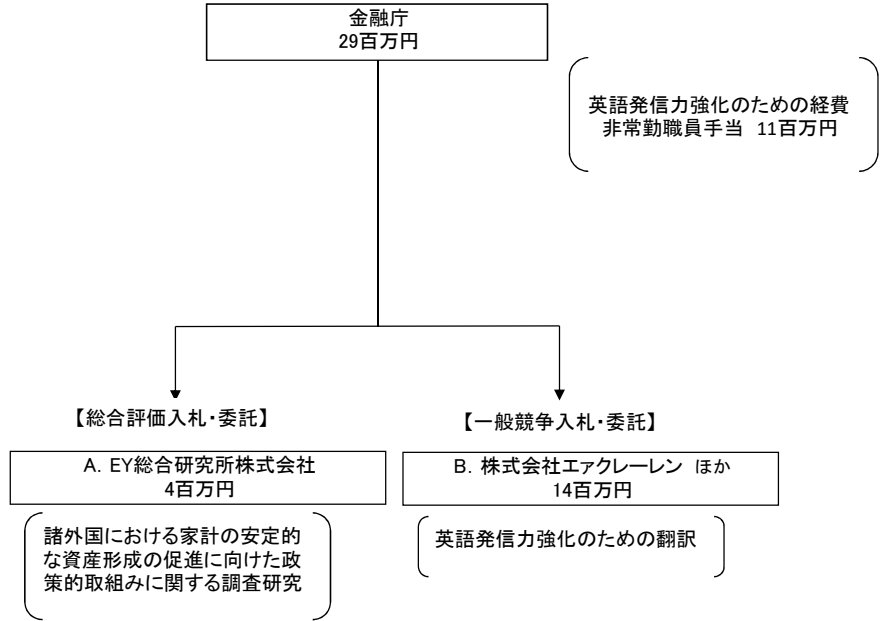 金融庁
29百万円
英語発信力強化のための経費
非常勤職員手当 11百万円
【総合評価入札・委託】
【一般競争入札・委託】
A. EY総合研究所株式会社
4百万円
B. 株式会社エァクレーレン ほか
14百万円
諸外国における家計の安定的
な資産形成の促進に向けた政
策的取組みに関する調査研究
英語発信力強化のための翻訳